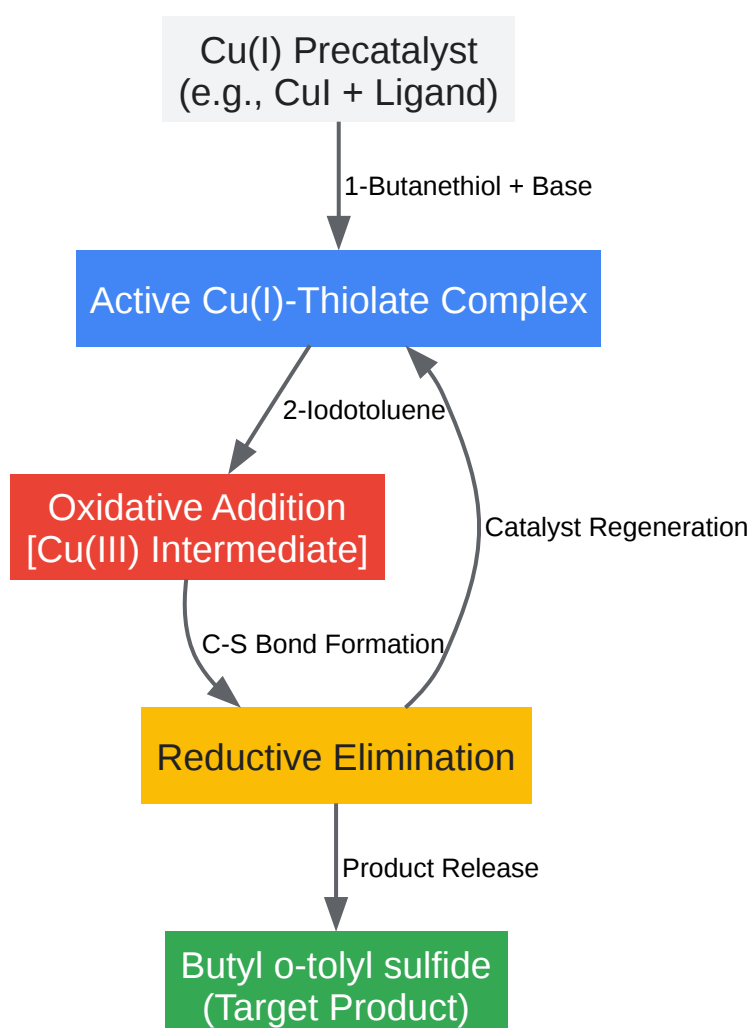 Cu(I) Precatalyst
(e.g., CuI + Ligand)
1-Butanethiol + Base
Active Cu(I)-Thiolate Complex
2-Iodotoluene
Oxidative Addition
[Cu(III) Intermediate]
Catalyst Regeneration
C-S Bond Formation
Reductive Elimination
Product Release
Butyl o-tolyl sulfide
(Target Product)